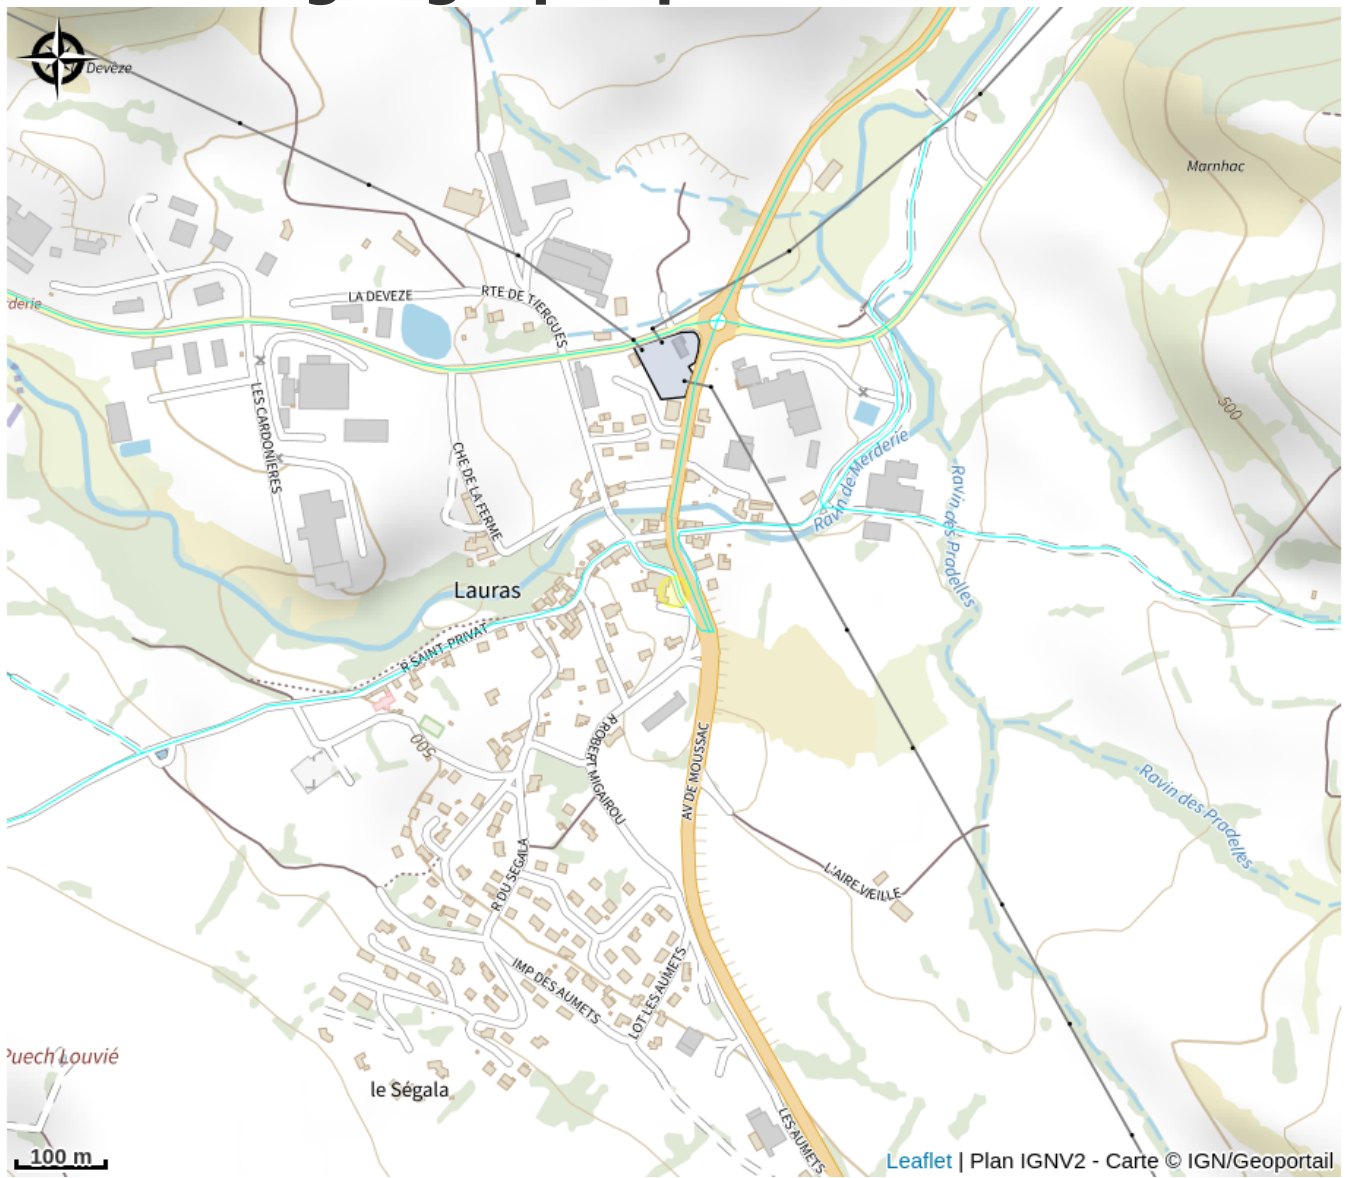 Devèze
Marnhac
LA DEVEZE
RTE DE TIERGUES
rderie
LES CARDONIERES
CHE DE LA FERME
500
Ravin de Merderie
Ravin des Pradelles
Lauras
R SAINT-PRIVAT
500
R ROBERT MIGAIROU
AV DE MOUSSAC
Ravin des Pradelles
R DU SEGALA
L'AIRE VIEILLE
IMP DES AUMETS
LOT LES AUMETS
Puech Louvié
le Ségala
LES AUMETS
100 m
Leaflet | Plan IGNV2 - Carte © IGN/Geoportail